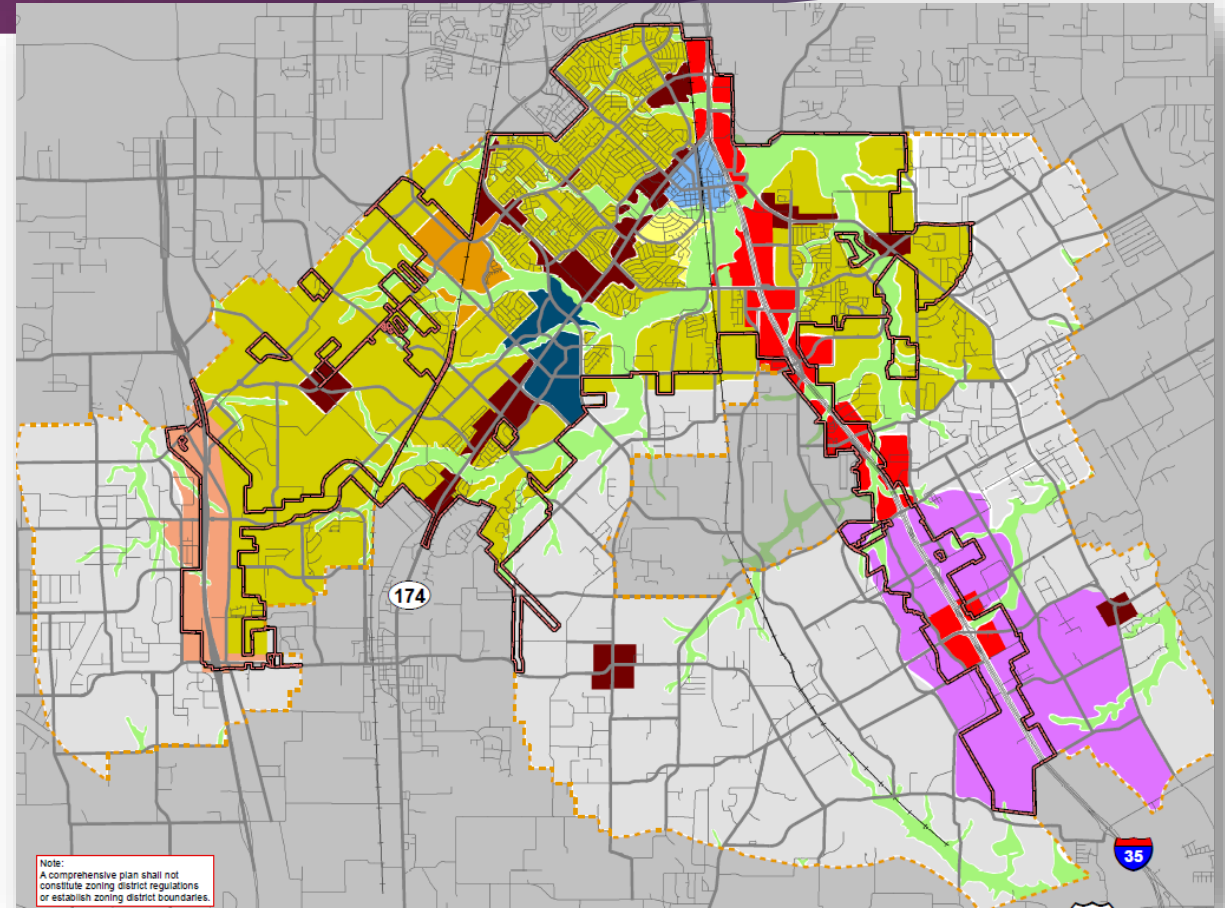 174
35
Note:
A comprehensive plan shall not
constitute zoning district regulations
or establish zoning district boundaries.